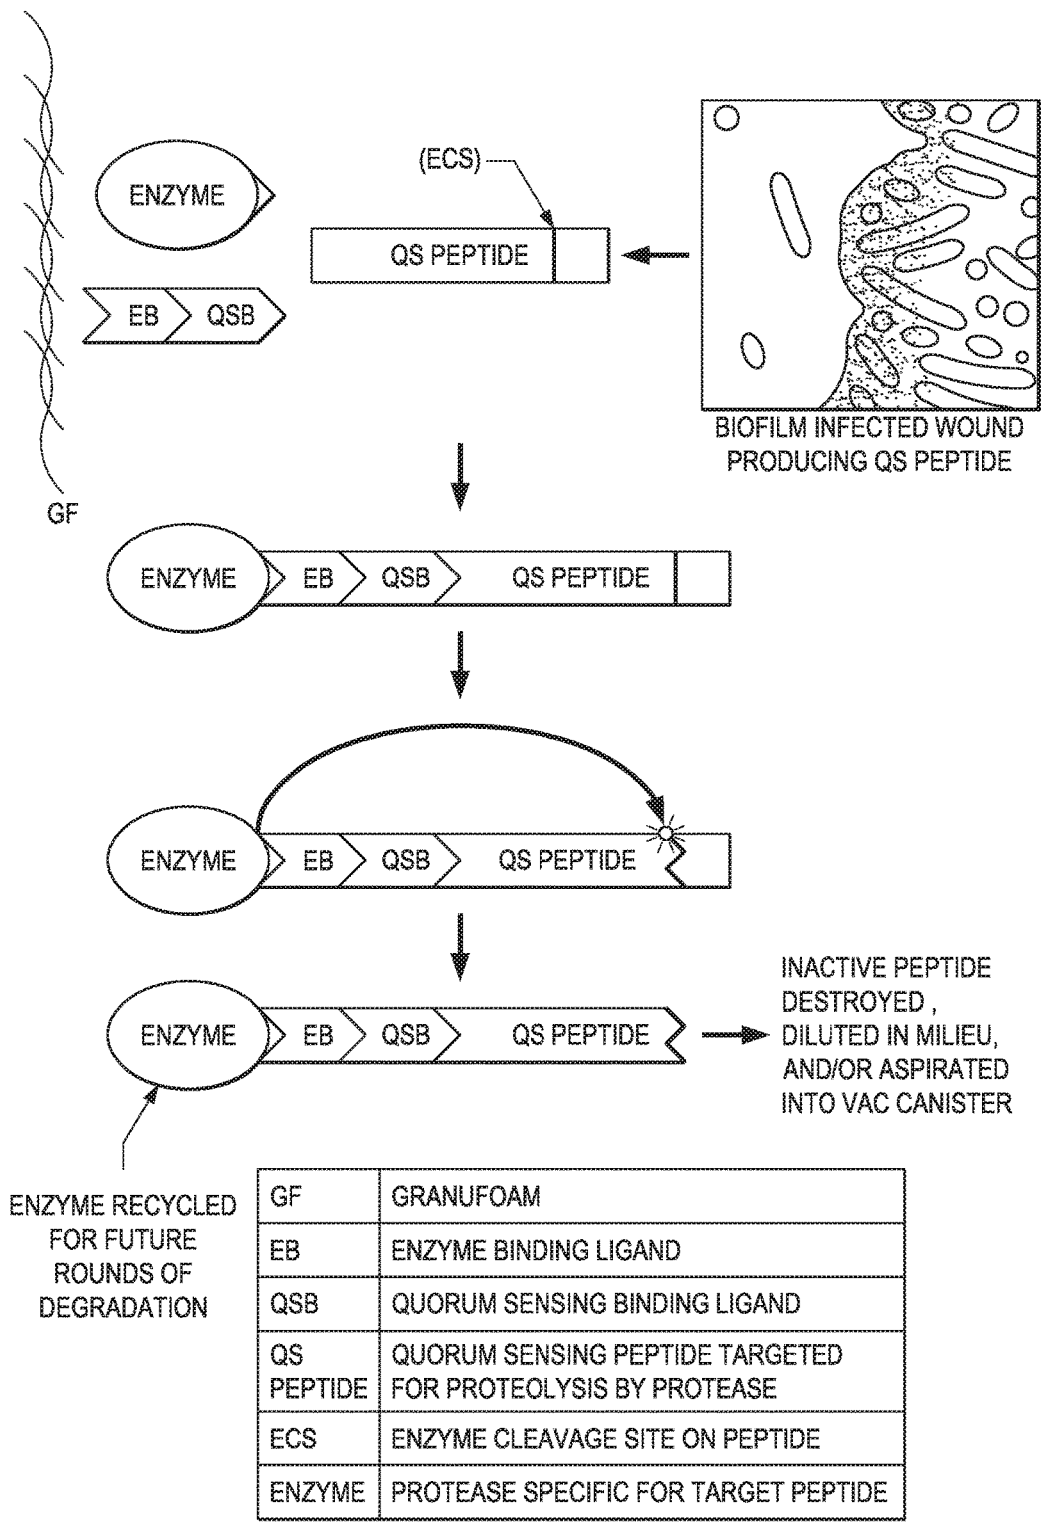 (ECS)
ENZYME
QS PEPTIDE
EB
QSB
BIOFILM INFECTED WOUND
PRODUCING QS PEPTIDE
GF
ENZYME
EB
QSB
QS PEPTIDE
ENZYME
EB
QSB
QS PEPTIDE
INACTIVE PEPTIDE
DESTROYED ,
DILUTED IN MILIEU,
AND/OR ASPIRATED
INTO VAC CANISTER
ENZYME
EB
QSB
QS PEPTIDE
ENZYME RECYCLED
FOR FUTURE
ROUNDS OF
DEGRADATION
GF GRANUFOAM
EB ENZYME BINDING LIGAND
QSB QUORUM SENSING BINDING LIGAND
QS QUORUM SENSING PEPTIDE TARGETED
PEPTIDE FOR PROTEOLYSIS BY PROTEASE
ECS ENZYME CLEAVAGE SITE ON PEPTIDE
ENZYME PROTEASE SPECIFIC FOR TARGET PEPTIDE